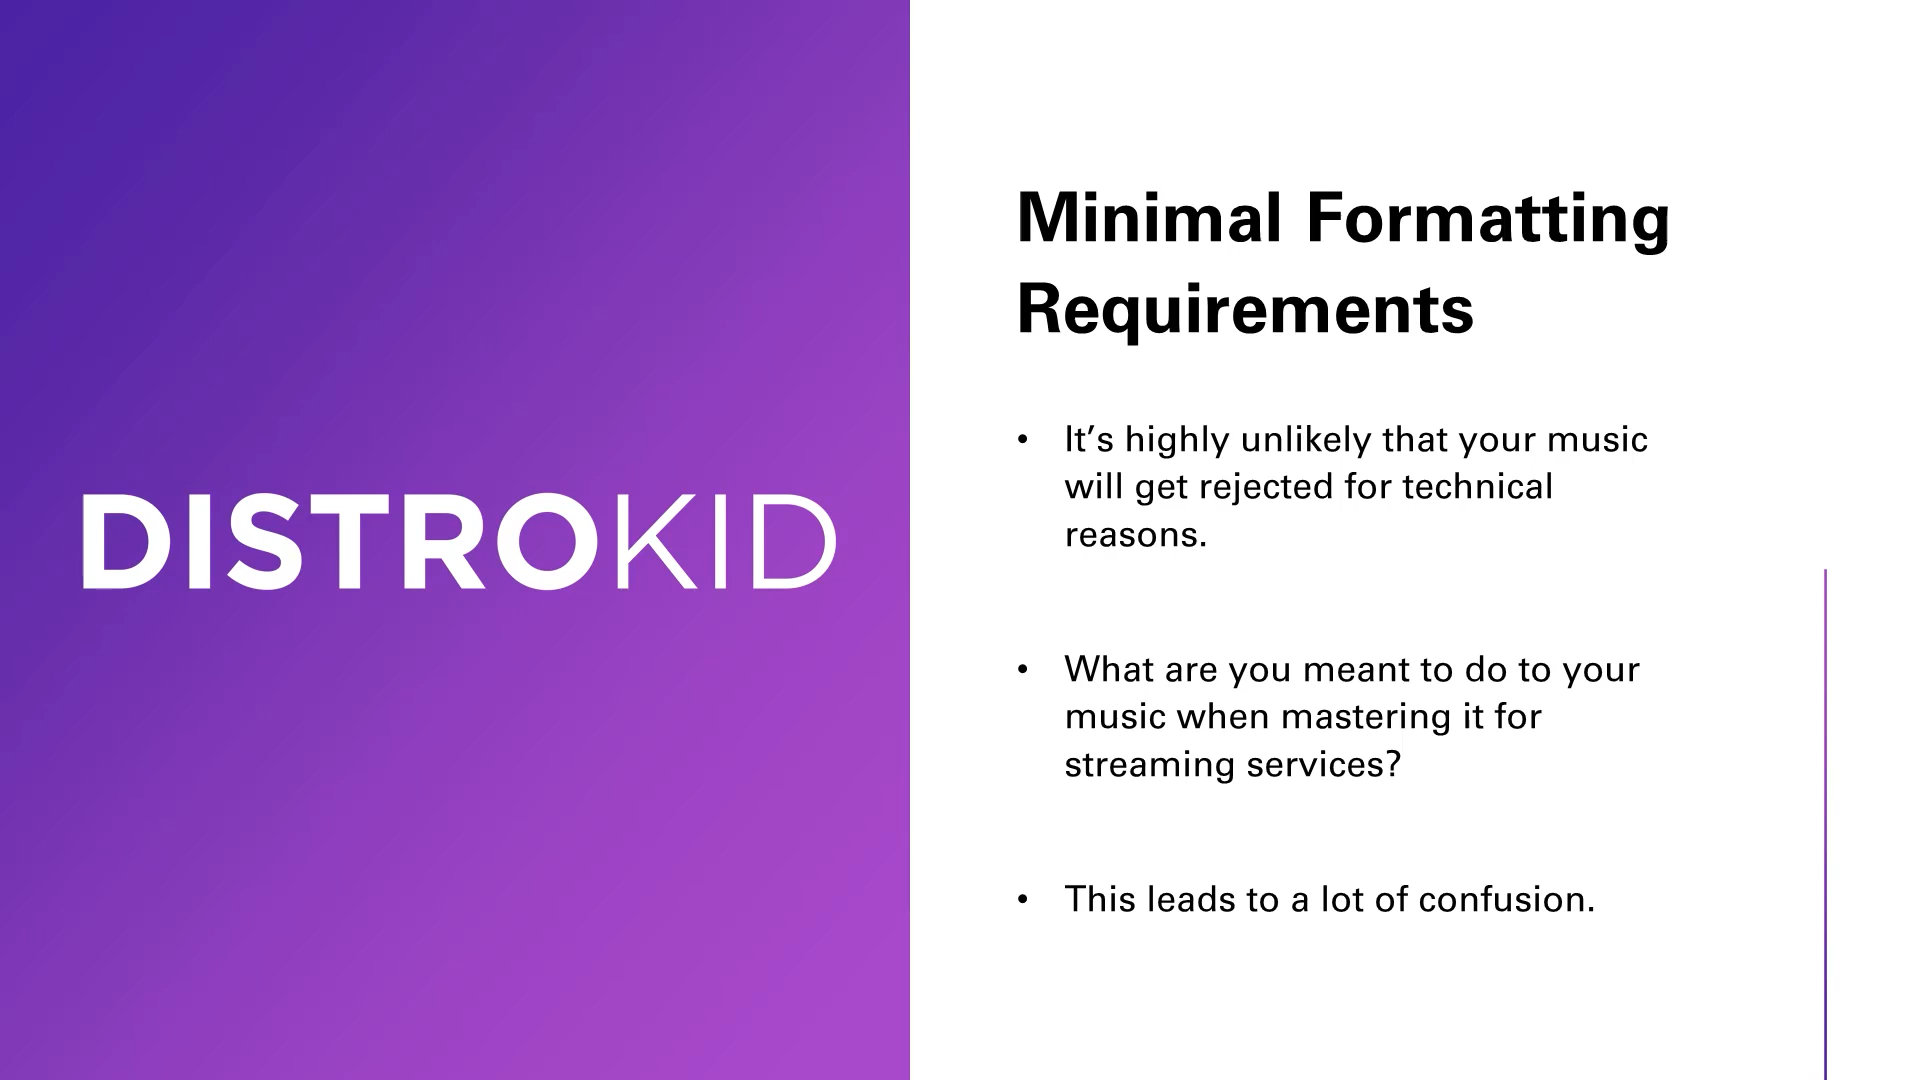 DISTROKID
Minimal Formatting
Requirements
• It’s highly unlikely that your music
will get rejected for technical
reasons.
• What are you meant to do to your
music when mastering it for
streaming services?
• This leads to a lot of confusion.